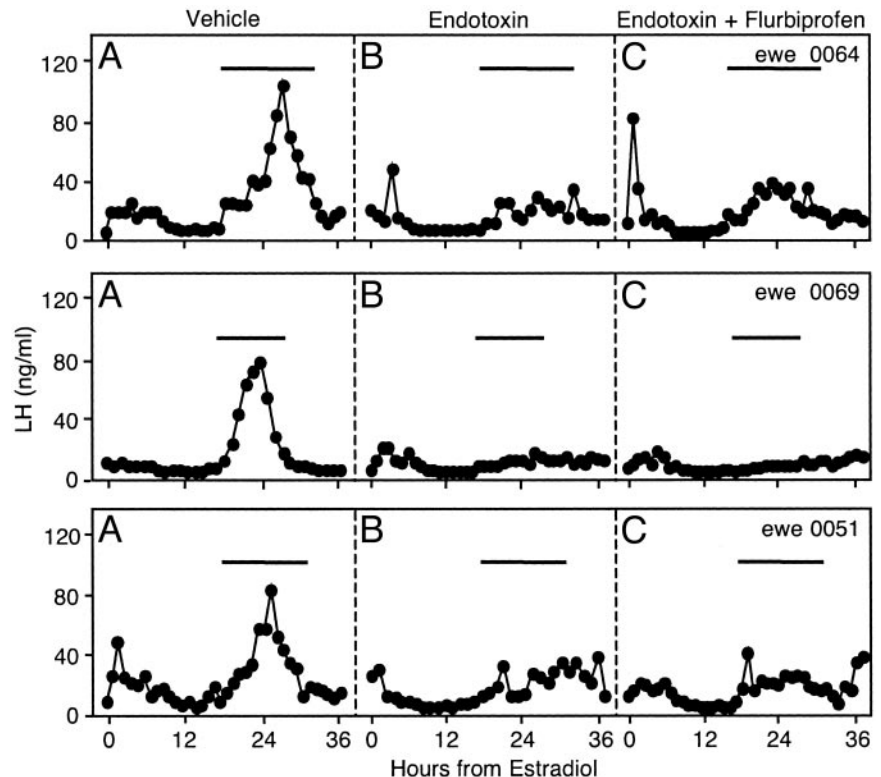 Vehicle Endotoxin Endotoxin + Flurbiprofen
A B C ewe 0064
120
80
40
0
A B C ewe 0069
120
80
40
0
A B C ewe 0051
120
80
40
0
LH (ng/ml)
0 12 24 36 0 12 24 36 0 12 24 36
Hours from Estradiol